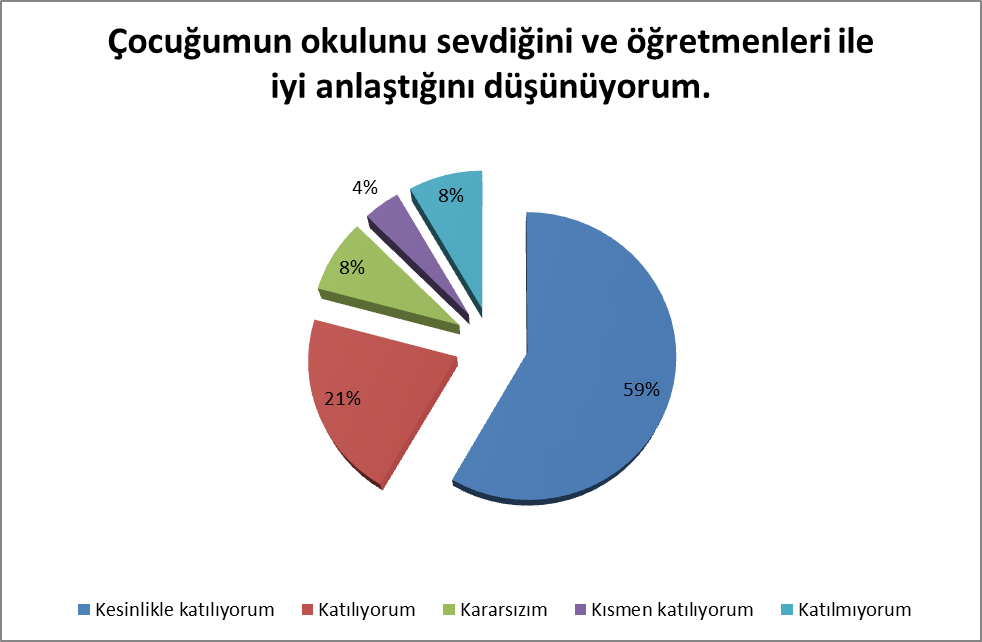 Çocuğumun okulunu sevdiğini ve öğretmenleri ile
iyi anlaştığını düşünüyorum.
4%
8%
8%
21%
59%
Kesinlikle katılıyorum
Katılıyorum
Kararsızım
Kısmen katılıyorum
Katılmıyorum